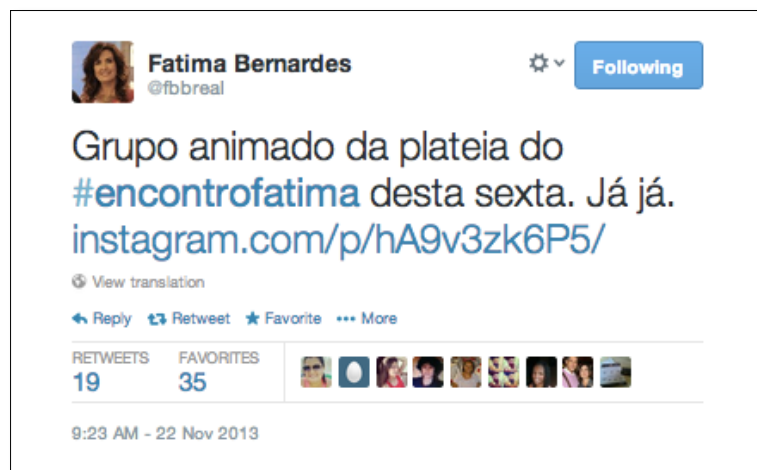 Fatima Bernardes
@fbbreal
Following
Grupo animado da plateia do
#encontrofatima desta sexta. Já já.
instagram.com/p/hA9v3zk6P5/
View translation
Reply Retweet Favorite More
RETWEETS FAVORITES
19 35
9:23 AM - 22 Nov 2013